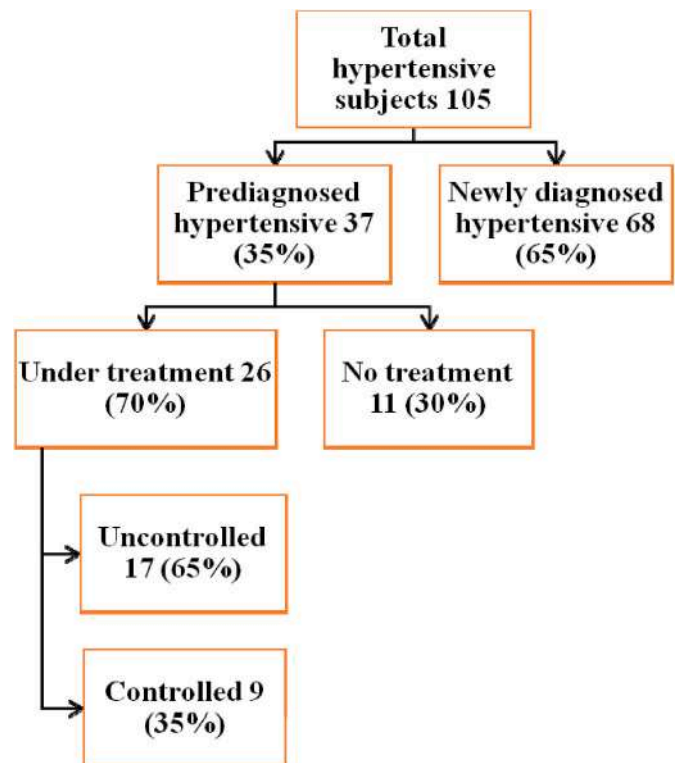 Total
hypertensive
subjects 105
Prediagnosed
hypertensive 37
(35%)
Newly diagnosed
hypertensive 68
(65%)
Under treatment 26
(70%)
No treatment
11 (30%)
Uncontrolled
17 (65%)
Controlled 9
(35%)